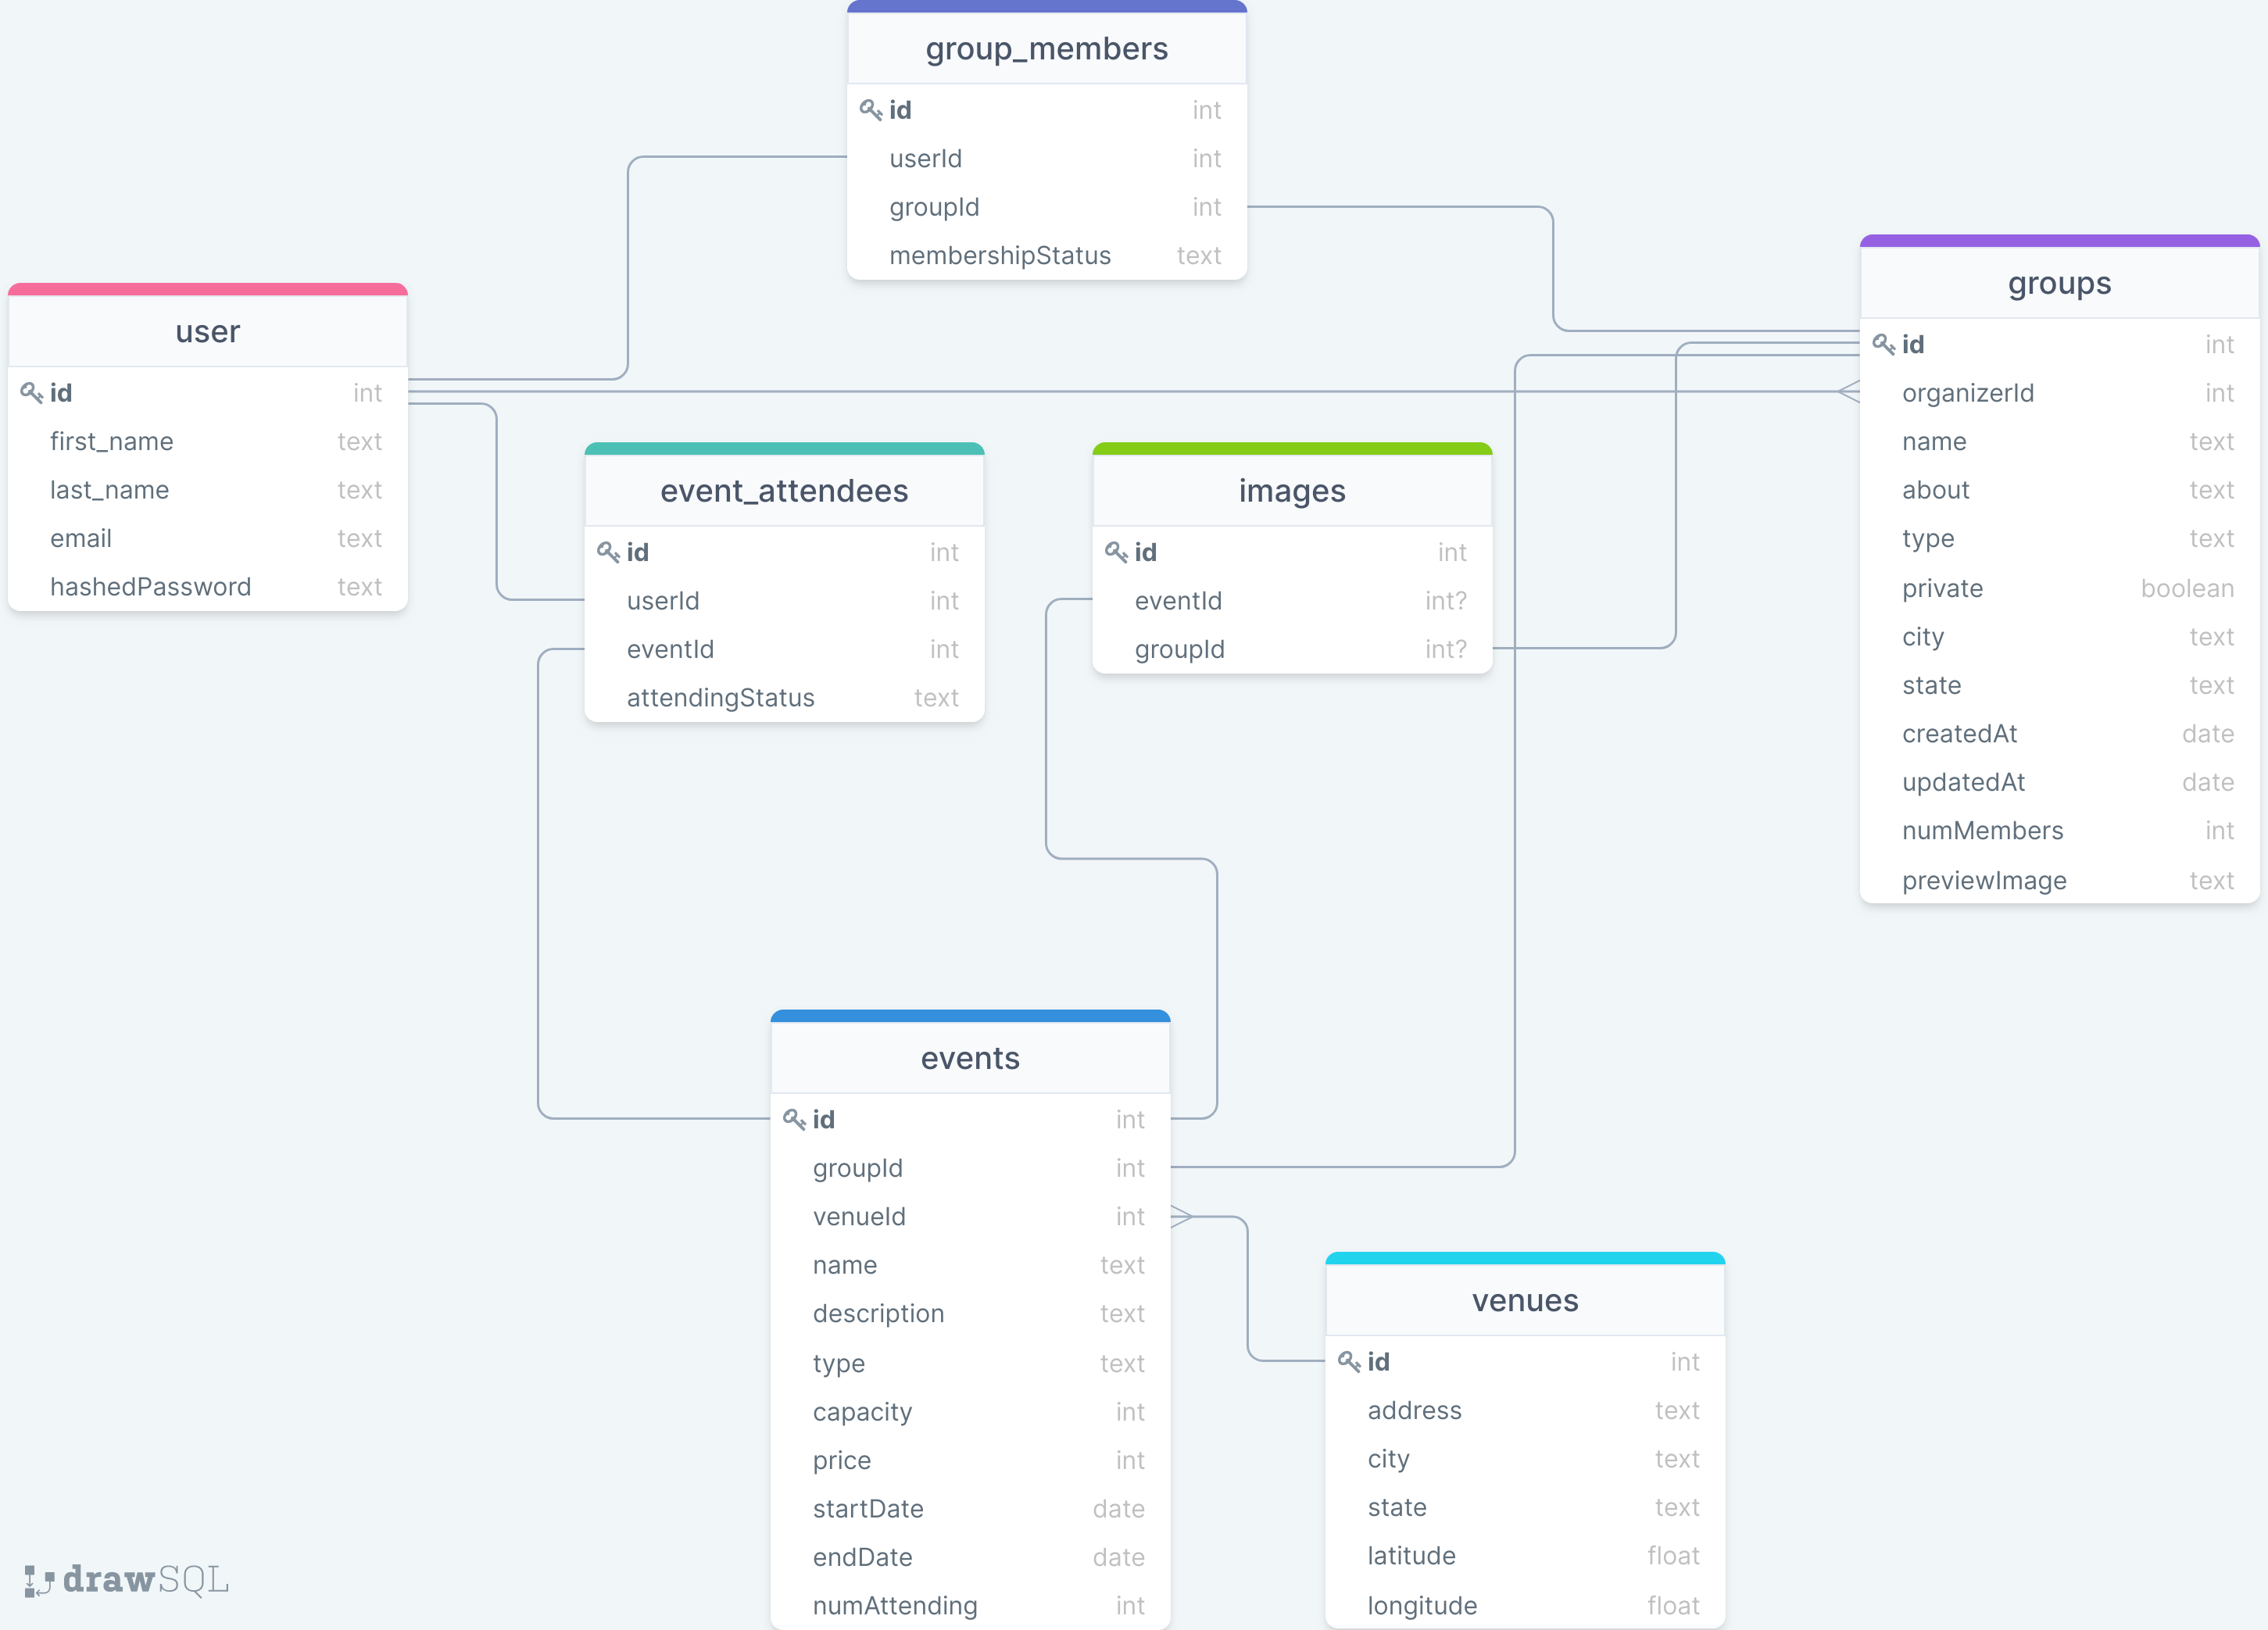 group_members
id int
userId int
groupId int
membershipStatus text
user
id int
first_name text
last_name text
email text
hashedPassword text
groups
id int
organizerId int
name text
about text
type text
private boolean
city text
state text
createdAt date
updatedAt date
numMembers int
previewImage text
event_attendees
id int
userId int
eventId int
attendingStatus text
images
id int
eventId int?
groupId int?
events
id int
groupId int
venueId int
name text
description text
type text
capacity int
price int
startDate date
endDate date
numAttending int
venues
id int
address text
city text
state text
latitude float
longitude float
drawSQL